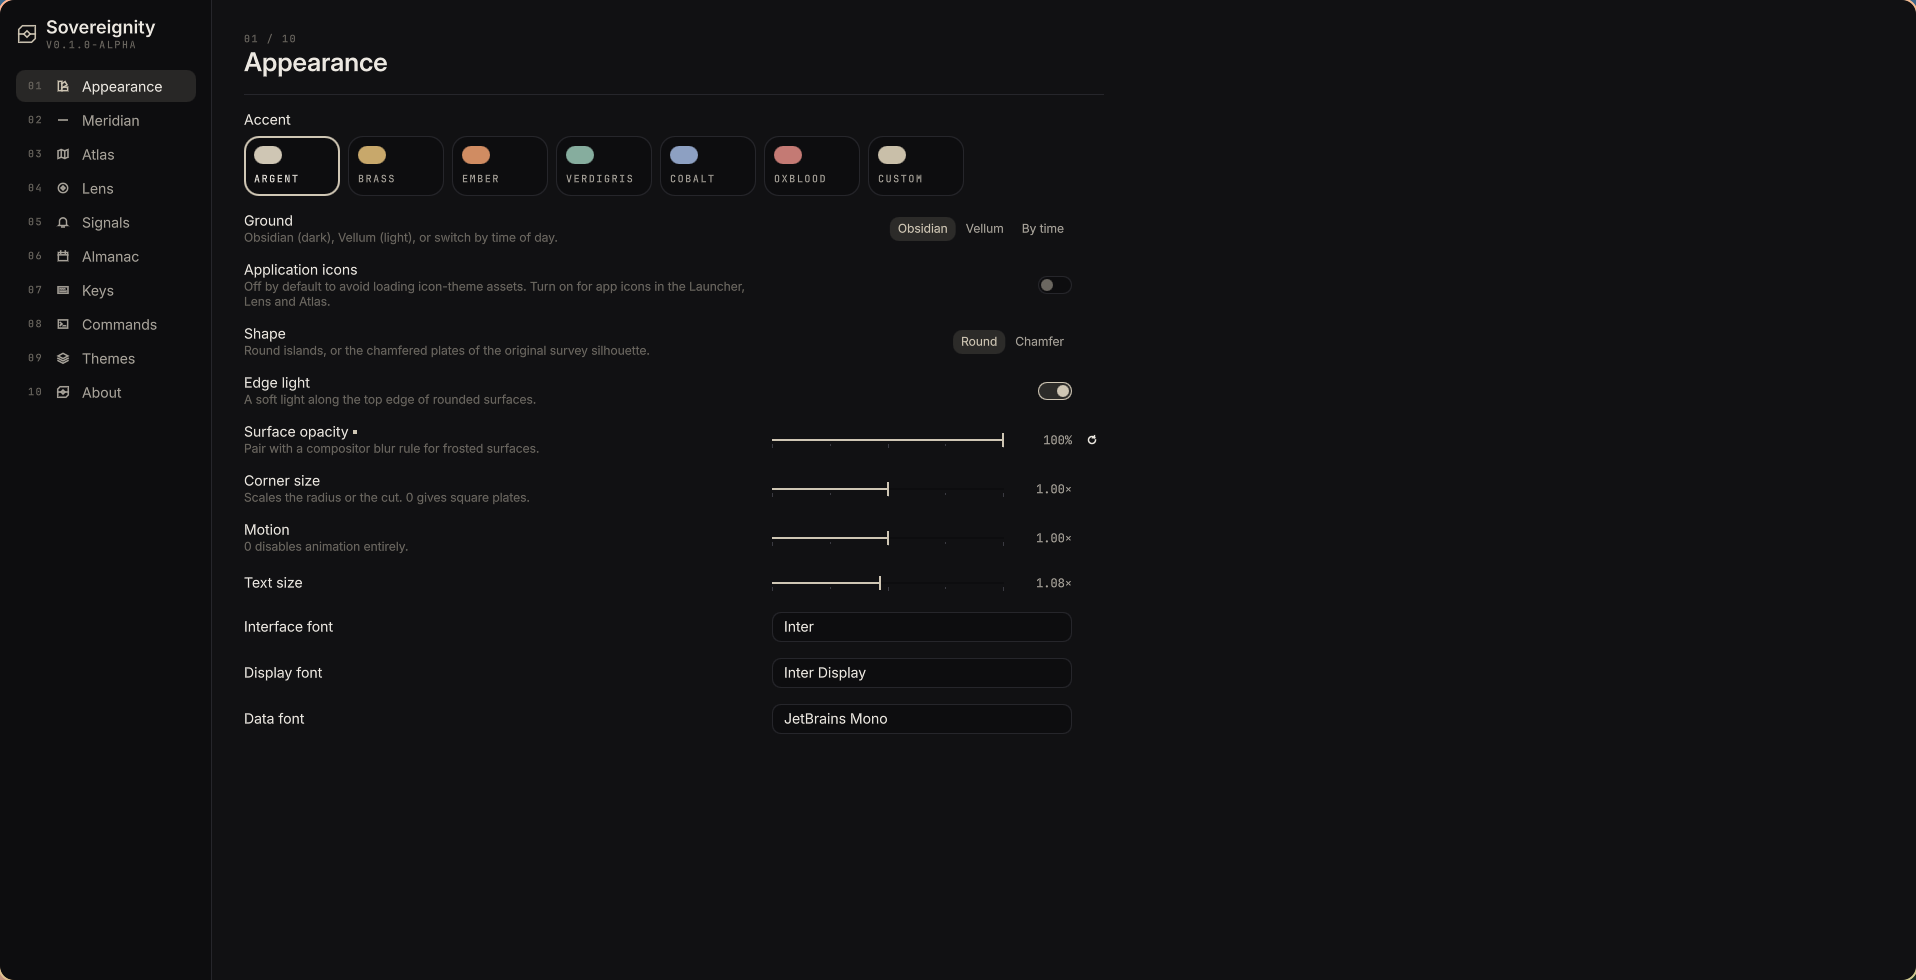 Sovereignity
V0.1.0-ALPHA
01 Appearance
02 Meridian
03 Atlas
04 Lens
05 Signals
06 Almanac
07 Keys
08 Commands
09 Themes
10 About
01 / 10
Appearance
Accent
ARGENT BRASS EMBER VERDIGRIS COBALT OXBLOOD CUSTOM
Ground
Obsidian (dark), Vellum (light), or switch by time of day.
Obsidian Vellum By time
Application icons
Off by default to avoid loading icon-theme assets. Turn on for app icons in the Launcher,
Lens and Atlas.
Shape
Round islands, or the chamfered plates of the original survey silhouette.
Round Chamfer
Edge light
A soft light along the top edge of rounded surfaces.
Surface opacity
Pair with a compositor blur rule for frosted surfaces.
100%
Corner size
Scales the radius or the cut. 0 gives square plates.
1.00×
Motion
0 disables animation entirely.
1.00×
Text size
1.08×
Interface font
Inter
Display font
Inter Display
Data font
JetBrains Mono